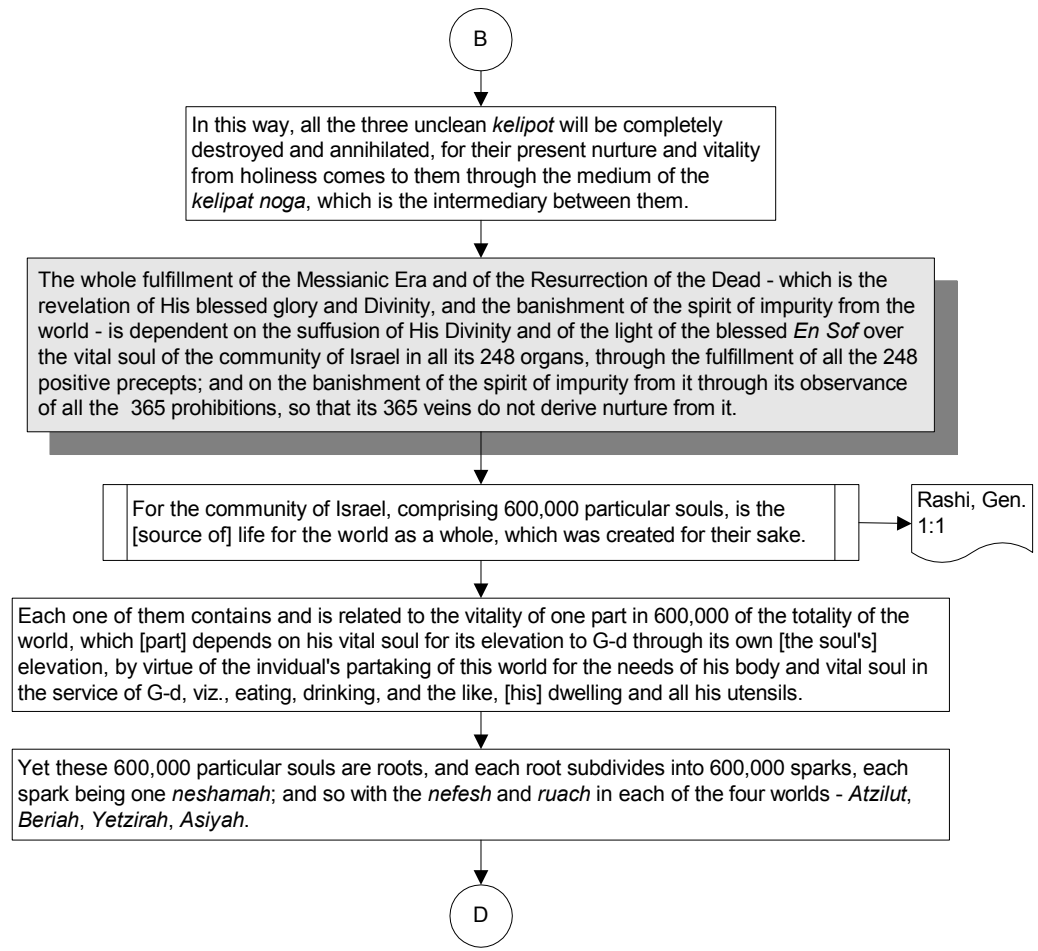 B
In this way, all the three unclean kelipot will be completely
destroyed and annihilated, for their present nurture and vitality
from holiness comes to them through the medium of the
kelipat noga, which is the intermediary between them.
The whole fulfillment of the Messianic Era and of the Resurrection of the Dead - which is the
revelation of His blessed glory and Divinity, and the banishment of the spirit of impurity from the
world - is dependent on the suffusion of His Divinity and of the light of the blessed En Sof over
the vital soul of the community of Israel in all its 248 organs, through the fulfillment of all the 248
positive precepts; and on the banishment of the spirit of impurity from it through its observance
of all the 365 prohibitions, so that its 365 veins do not derive nurture from it.
For the community of Israel, comprising 600,000 particular souls, is the
[source of] life for the world as a whole, which was created for their sake.
Rashi, Gen.
1:1
Each one of them contains and is related to the vitality of one part in 600,000 of the totality of the
world, which [part] depends on his vital soul for its elevation to G-d through its own [the soul's]
elevation, by virtue of the invidual's partaking of this world for the needs of his body and vital soul in
the service of G-d, viz., eating, drinking, and the like, [his] dwelling and all his utensils.
Yet these 600,000 particular souls are roots, and each root subdivides into 600,000 sparks, each
spark being one neshamah; and so with the nefesh and ruach in each of the four worlds - Atzilut,
Beriah, Yetzirah, Asiyah.
D